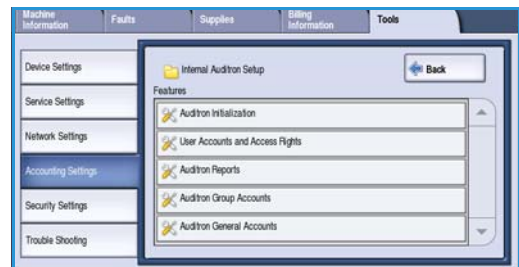 Machine Information
Faults
Supplies
Billing Information
Tools
Device Settings
Service Settings
Network Settings
Accounting Settings
Security Settings
Trouble Shooting
Internal Auditron Setup
Back
Features
Auditron Initialization
User Accounts and Access Rights
Auditron Reports
Auditron Group Accounts
Auditron General Accounts